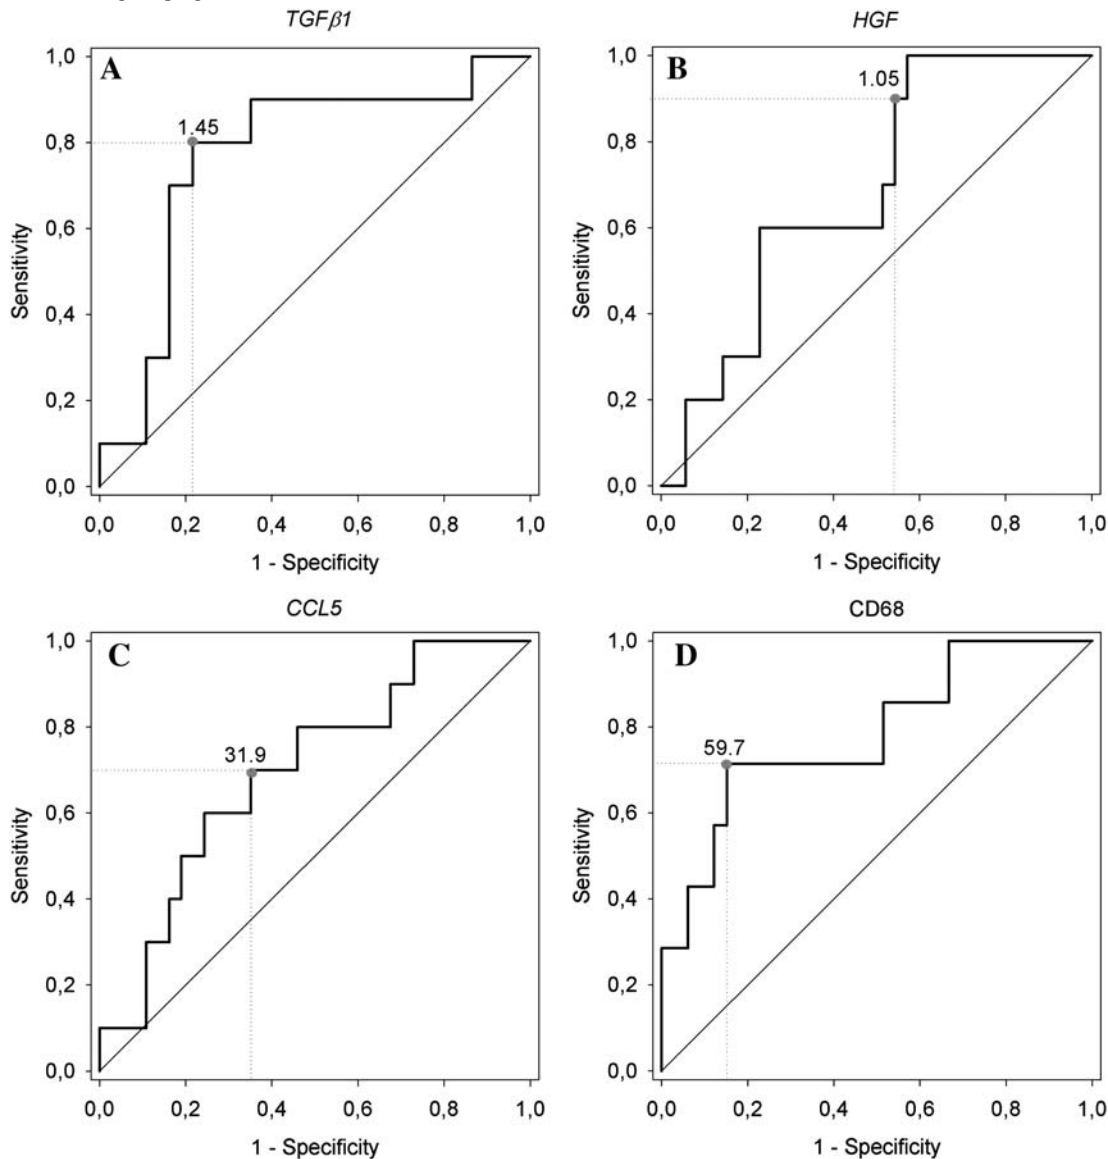 TGFβ1
A
1,0
0,8
0,6
0,4
0,2
0,0
1.45
Sensitivity
0,0 0,2 0,4 0,6 0,8 1,0
1 - Specificity
HGF
B
1,0
0,8
0,6
0,4
0,2
0,0
1.05
Sensitivity
0,0 0,2 0,4 0,6 0,8 1,0
1 - Specificity
CCL5
C
1,0
0,8
0,6
0,4
0,2
0,0
31.9
Sensitivity
0,0 0,2 0,4 0,6 0,8 1,0
1 - Specificity
CD68
D
1,0
0,8
0,6
0,4
0,2
0,0
59.7
Sensitivity
0,0 0,2 0,4 0,6 0,8 1,0
1 - Specificity